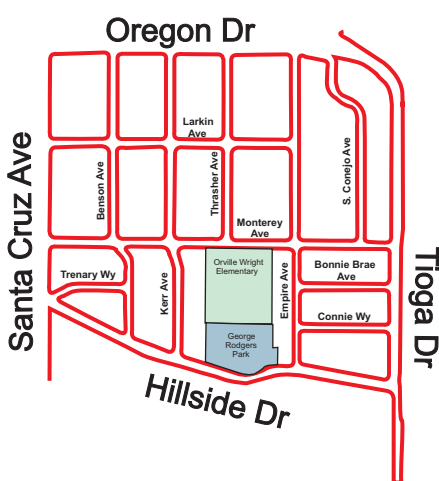 Oregon Dr
Larkin
Ave
Santa Cruz Ave
Benson Ave
Thrasher Ave
S. Conejo Ave
Monterey
Ave
Trenary Wy
Kerr Ave
Orville Wright
Elementary
Empire Ave
Bonnie Brae
Ave
Tioga Dr
Connie Wy
George
Rodgers
Park
Hillside Dr